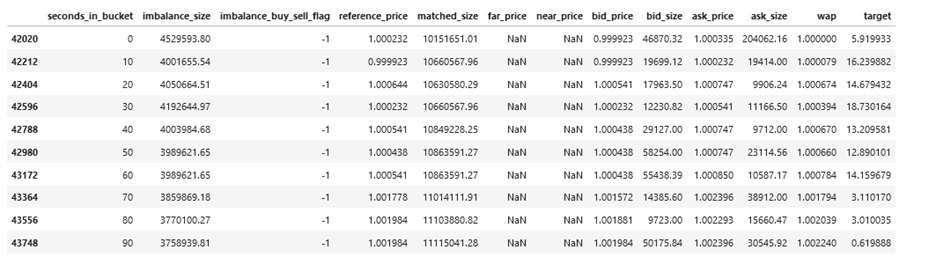 seconds_in_bucket imbalance_size imbalance_buy_sell_flag reference_price matched_size far_price near_price bid_price bid_size ask_price ask_size wap target
42020 0 4529593.80 -1 1.000232 10151651.01 NaN NaN 0.999923 46870.32 1.000335 204062.16 1.000000 5.919933
42212 10 4001655.54 -1 0.999923 10660567.96 NaN NaN 0.999923 19699.12 1.000232 19414.00 1.000079 16.239882
42404 20 4050664.51 -1 1.000644 10630580.29 NaN NaN 1.000541 17963.50 1.000747 9906.24 1.000674 14.679432
42596 30 4192644.97 -1 1.000232 10660567.96 NaN NaN 1.000232 12230.82 1.000541 11166.50 1.000394 18.730164
42788 40 4003984.68 -1 1.000541 10849228.25 NaN NaN 1.000438 29127.00 1.000747 9712.00 1.000670 13.209581
42980 50 3989621.65 -1 1.000438 10863591.27 NaN NaN 1.000438 58254.00 1.000747 23114.56 1.000660 12.890101
43172 60 3989621.65 -1 1.000541 10863591.27 NaN NaN 1.000438 55438.39 1.000850 10587.17 1.000784 14.159679
43364 70 3859869.18 -1 1.001778 11014111.91 NaN NaN 1.001572 14385.60 1.002396 38912.00 1.001794 3.110170
43556 80 3770100.27 -1 1.001984 11103880.82 NaN NaN 1.001881 9723.00 1.002293 15660.47 1.002039 3.010035
43748 90 3758939.81 -1 1.001984 11115041.28 NaN NaN 1.001984 50175.84 1.002396 30545.92 1.002240 0.619888